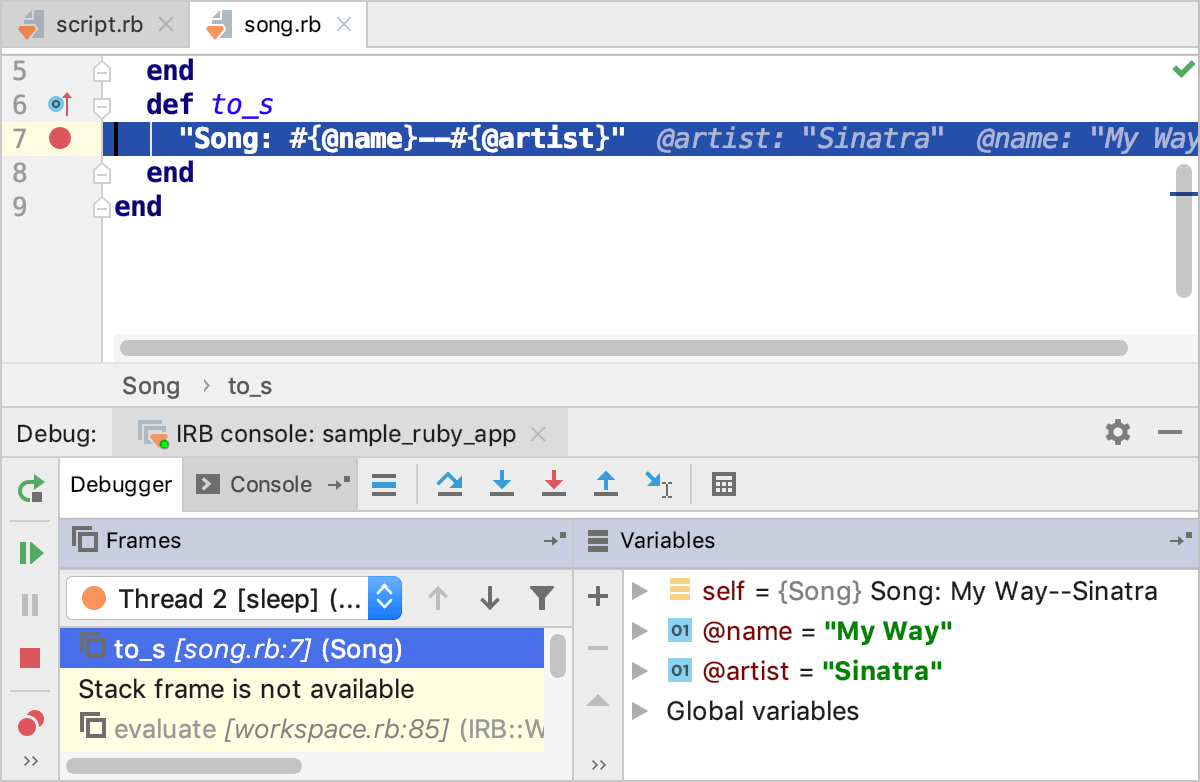 script.rb song.rb
5 end
6 def to_s
7 "Song: #{@name}--#{@artist}" @artist: "Sinatra" @name: "My Way
8 end
9 end
Song › to_s
Debug: IRB console: sample_ruby_app
Debugger Console
Frames
Variables
Thread 2 [sleep] (...
to_s [song.rb:7] (Song)
Stack frame is not available
evaluate [workspace.rb:85] (IRB::W
self = {Song} Song: My Way--Sinatra
01 @name = "My Way"
01 @artist = "Sinatra"
Global variables